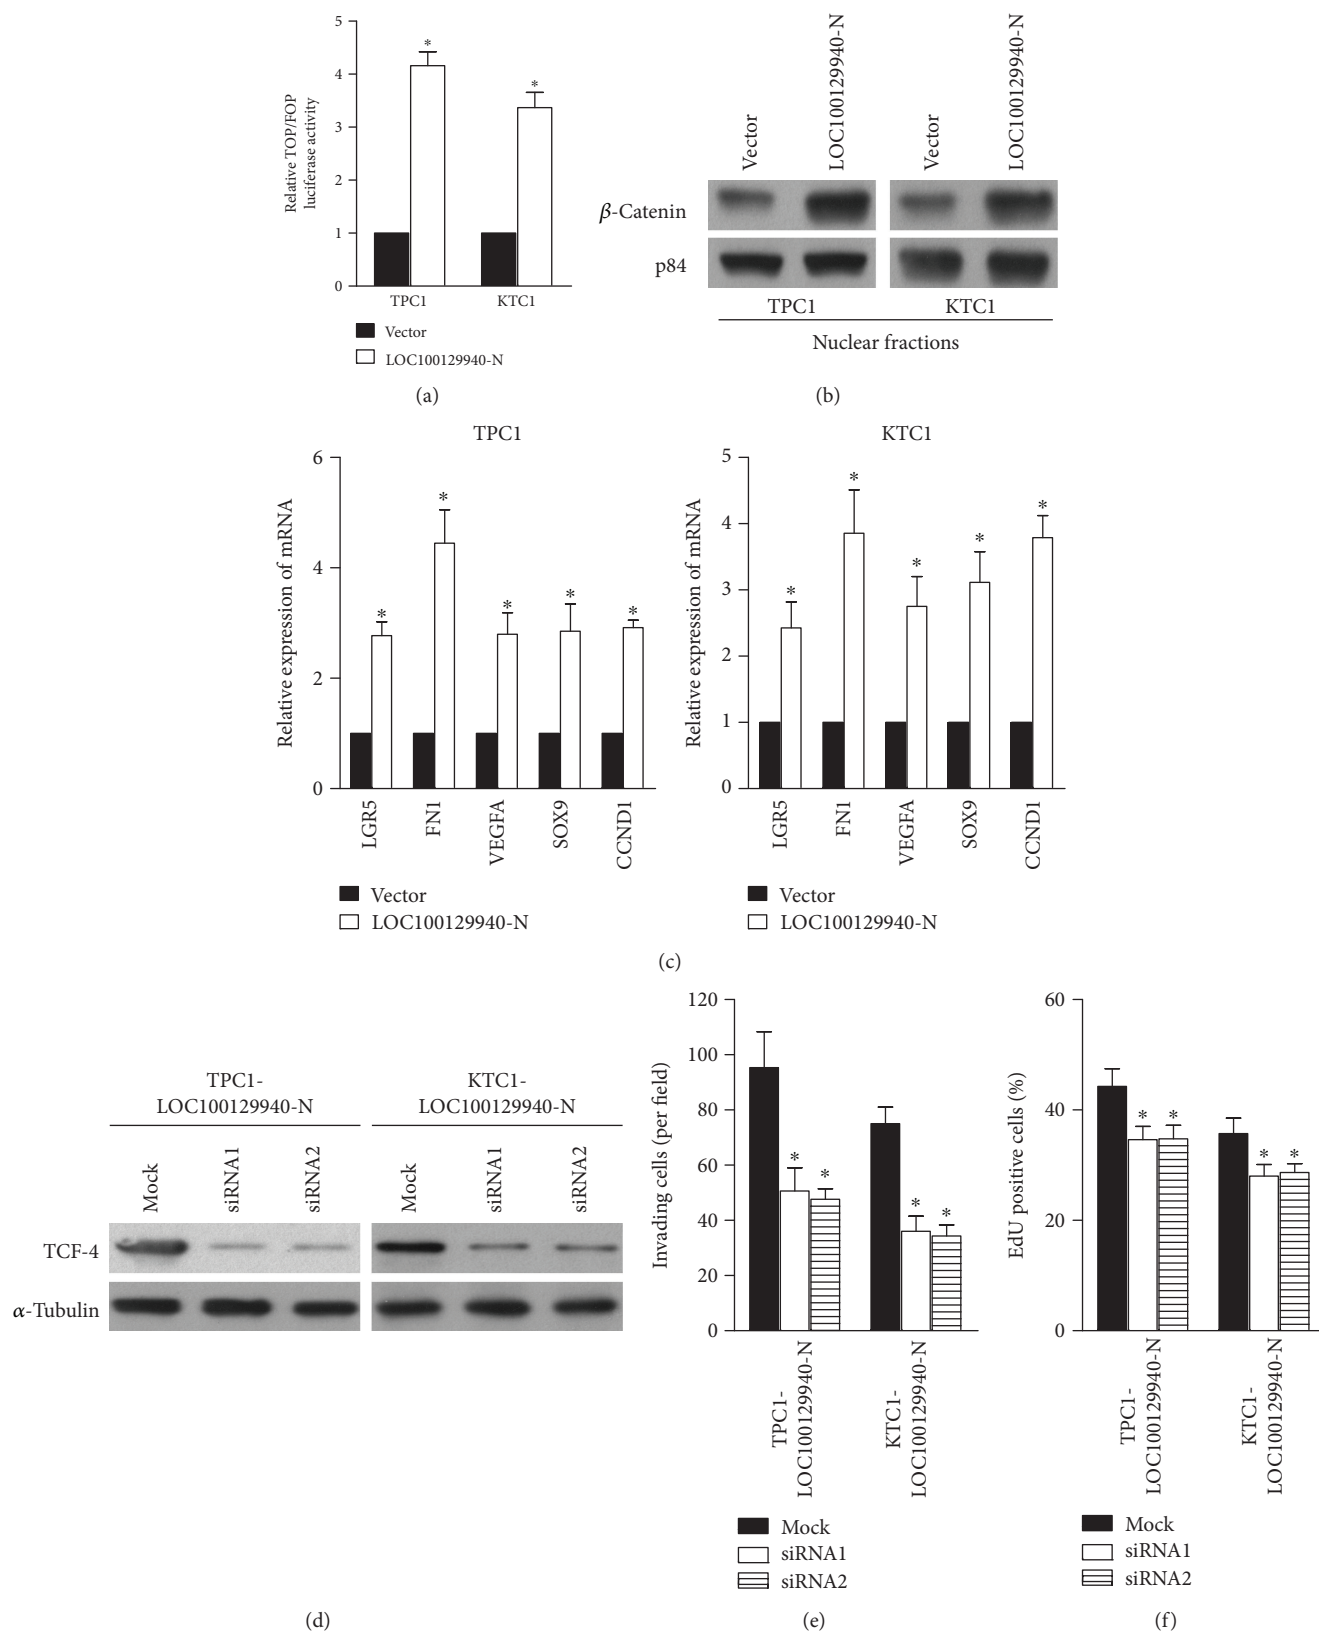 5
4
3
2
1
0
Relative TOP/FOP
luciferase activity
*
*
TPC1
KTC1
Vector
LOC100129940-N
(a)
Vector
LOC100129940-N
Vector
LOC100129940-N
β-Catenin
p84
TPC1
KTC1
Nuclear fractions
(b)
TPC1
6
4
2
0
Relative expression of mRNA
*
*
*
*
*
LGR5
FN1
VEGFA
SOX9
CCND1
Vector
LOC100129940-N
KTC1
5
4
3
2
1
0
Relative expression of mRNA
*
*
*
*
*
LGR5
FN1
VEGFA
SOX9
CCND1
Vector
LOC100129940-N
(c)
TPC1-
LOC100129940-N
KTC1-
LOC100129940-N
Mock
siRNA1
siRNA2
Mock
siRNA1
siRNA2
TCF-4
α-Tubulin
(d)
120
100
80
60
40
20
0
Invading cells (per field)
*
*
*
*
TPC1-
LOC100129940-N
KTC1-
LOC100129940-N
Mock
siRNA1
siRNA2
(e)
60
40
20
0
EdU positive cells (%)
*
*
*
*
TPC1-
LOC100129940-N
KTC1-
LOC100129940-N
Mock
siRNA1
siRNA2
(f)